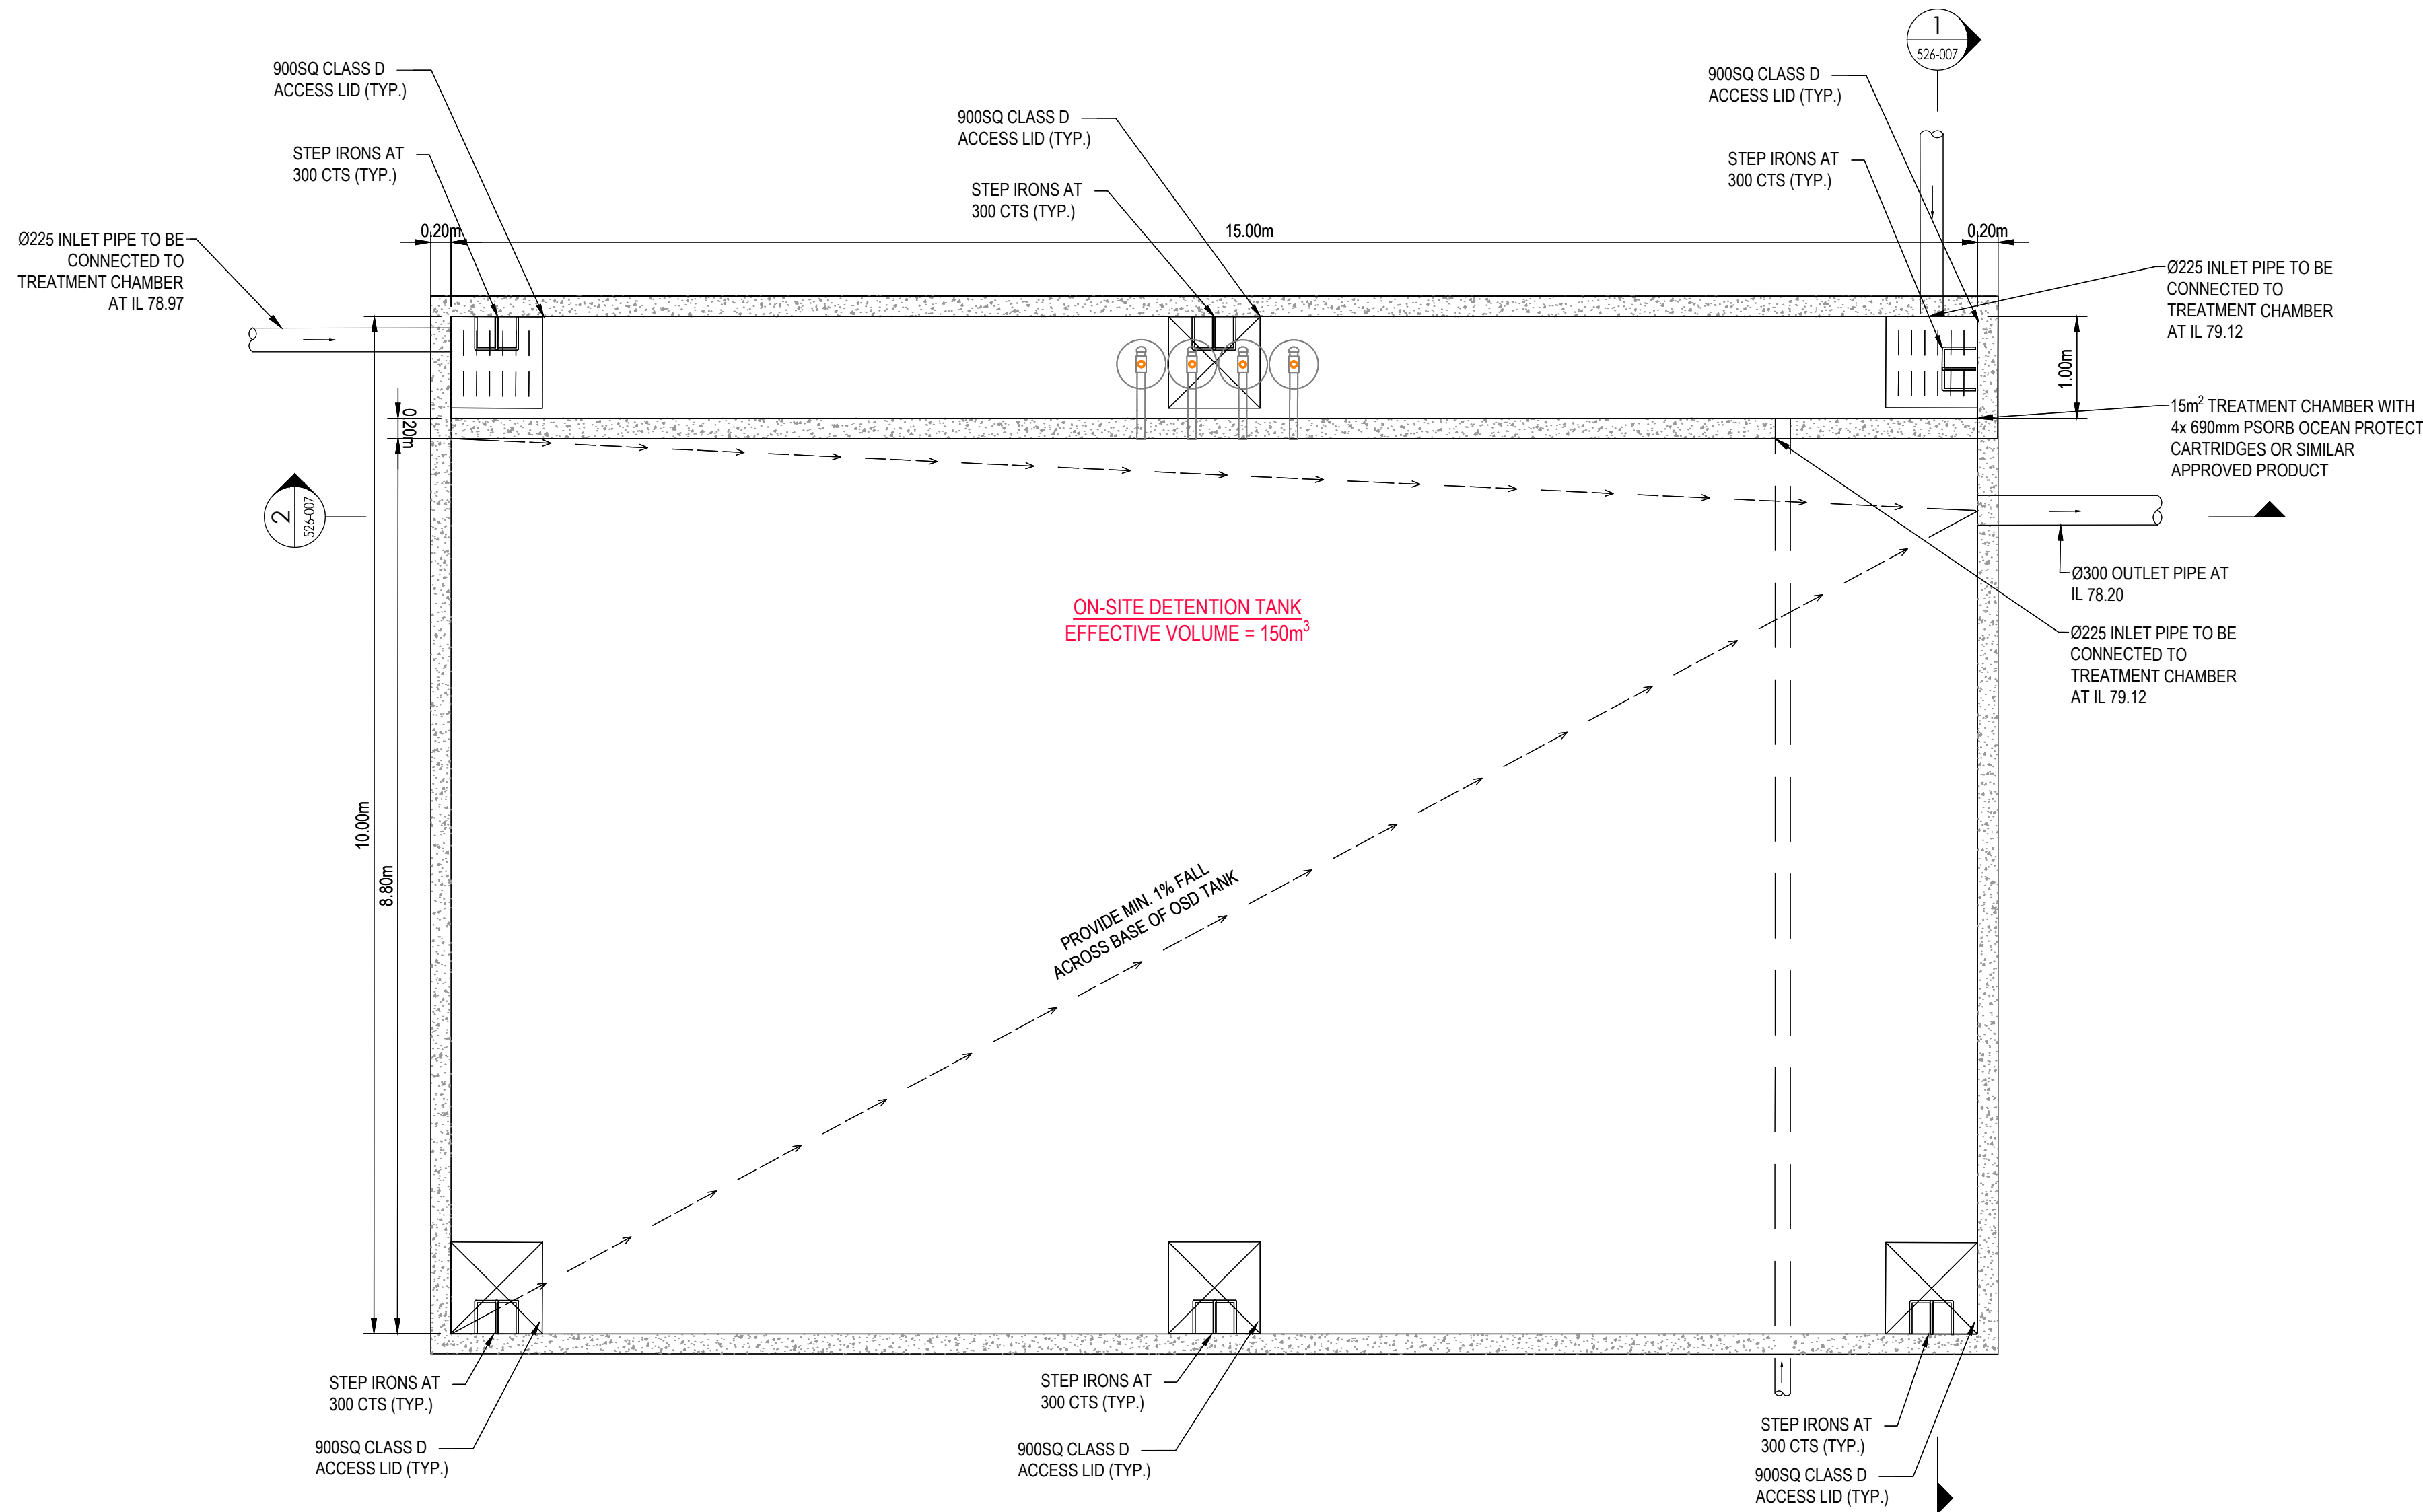 1
526-007
900SQ CLASS D
ACCESS LID (TYP.)
STEP IRONS AT
300 CTS (TYP.)
900SQ CLASS D
ACCESS LID (TYP.)
STEP IRONS AT
300 CTS (TYP.)
900SQ CLASS D
ACCESS LID (TYP.)
STEP IRONS AT
300 CTS (TYP.)
Ø225 INLET PIPE TO BE
CONNECTED TO
TREATMENT CHAMBER
AT IL 78.97
0.20m
15.00m
0.20m
Ø225 INLET PIPE TO BE
CONNECTED TO
TREATMENT CHAMBER
AT IL 79.12
1.00m
0.20m
15m² TREATMENT CHAMBER WITH
4x 690mm PSORB OCEAN PROTECT
CARTRIDGES OR SIMILAR
APPROVED PRODUCT
2
526-007
Ø300 OUTLET PIPE AT
IL 78.20
ON-SITE DETENTION TANK
EFFECTIVE VOLUME = 150m³
Ø225 INLET PIPE TO BE
CONNECTED TO
TREATMENT CHAMBER
AT IL 79.12
10.00m
8.80m
PROVIDE MIN. 1% FALL
ACROSS BASE OF OSD TANK
STEP IRONS AT
300 CTS (TYP.)
900SQ CLASS D
ACCESS LID (TYP.)
STEP IRONS AT
300 CTS (TYP.)
900SQ CLASS D
ACCESS LID (TYP.)
STEP IRONS AT
300 CTS (TYP.)
900SQ CLASS D
ACCESS LID (TYP.)